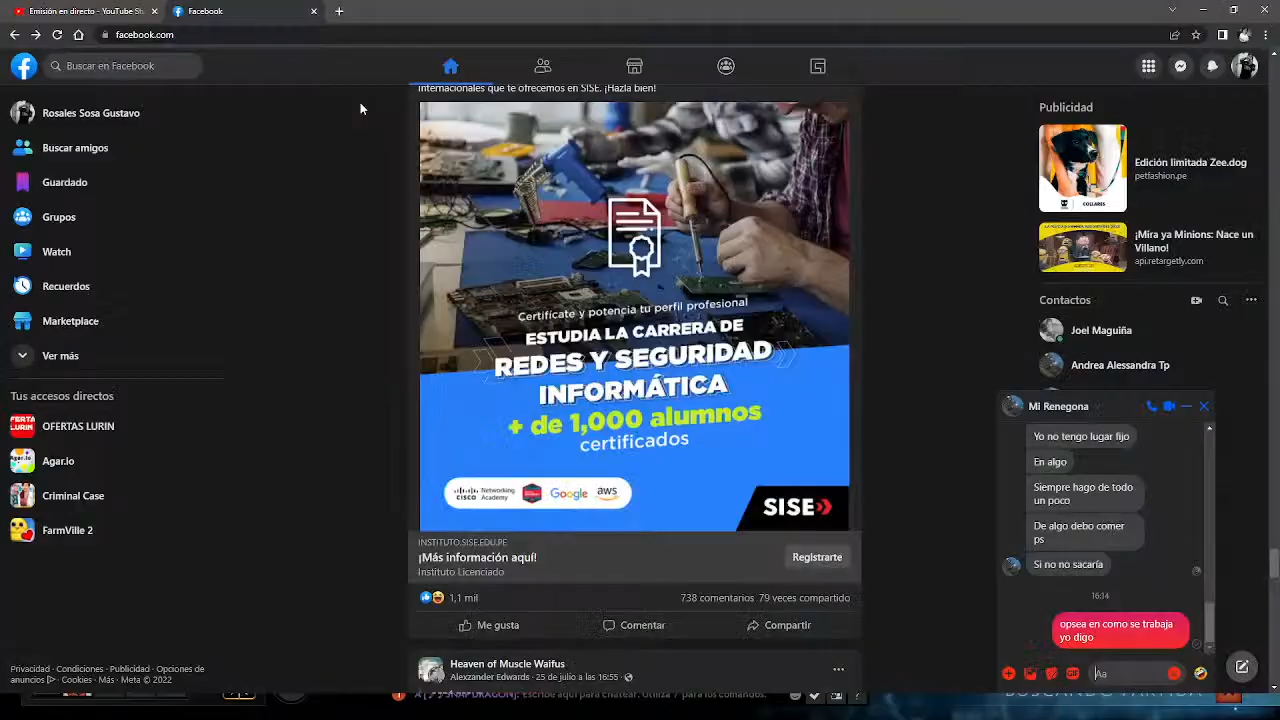 Emisión en directo - YouTube Stu
Facebook
facebook.com
Buscar en Facebook
Rosales Sosa Gustavo
Buscar amigos
Guardado
Grupos
Watch
Recuerdos
Marketplace
Ver más
Tus accesos directos
OFERTAS LURIN
Agar.io
Criminal Case
FarmVille 2
Privacidad · Condiciones · Publicidad · Opciones de
anuncios · Cookies · Más · Meta © 2022
internacionales que te ofrecemos en SISE. ¡Hazla bien!
Certifícate y potencia tu perfil profesional
ESTUDIA LA CARRERA DE
REDES Y SEGURIDAD
INFORMÁTICA
+ de 1,000 alumnos
certificados
CISCO Networking Academy
Google
aws
SISE
INSTITUTO.SISE.EDU.PE
¡Más información aquí!
Instituto Licenciado
Registrarte
1,1 mil
738 comentarios 79 veces compartido
Me gusta
Comentar
Compartir
Heaven of Muscle Waifus
Alexzander Edwards · 25 de julio a las 16:55 ·
Publicidad
COLLARES
Edición limitada Zee.dog
petfashion.pe
¡Mira ya Minions: Nace un
Villano!
api.retargetly.com
Contactos
Joel Maguiña
Andrea Alessandra Tp
Mi Renegona
Yo no tengo lugar fijo
En algo
Siempre hago de todo
un poco
De algo debo comer
ps
Si no no sacaría
16:14
opsea en como se trabaja
yo digo
GIF
Aa